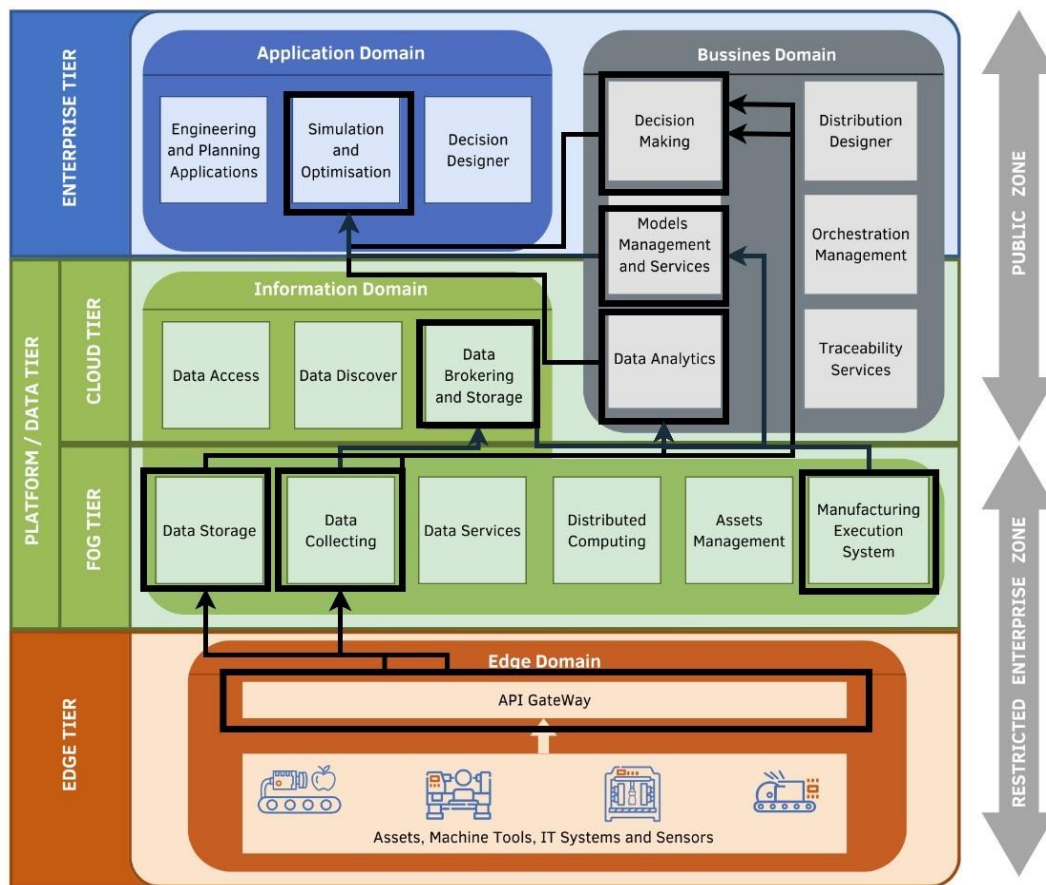 ENTERPRISE TIER
Application Domain
Engineering
and Planning
Applications
Simulation
and
Optimisation
Decision
Designer
Bussines Domain
Decision
Making
Distribution
Designer
Models
Management
and Services
Orchestration
Management
Data Analytics
Traceability
Services
PUBLIC ZONE
PLATFORM / DATA TIER
CLOUD TIER
Information Domain
Data Access
Data Discover
Data
Brokering
and Storage
FOG TIER
Data Storage
Data
Collecting
Data Services
Distributed
Computing
Assets
Management
Manufacturing
Execution
System
RESTRICTED ENTERPRISE ZONE
EDGE TIER
Edge Domain
API GateWay
Assets, Machine Tools, IT Systems and Sensors